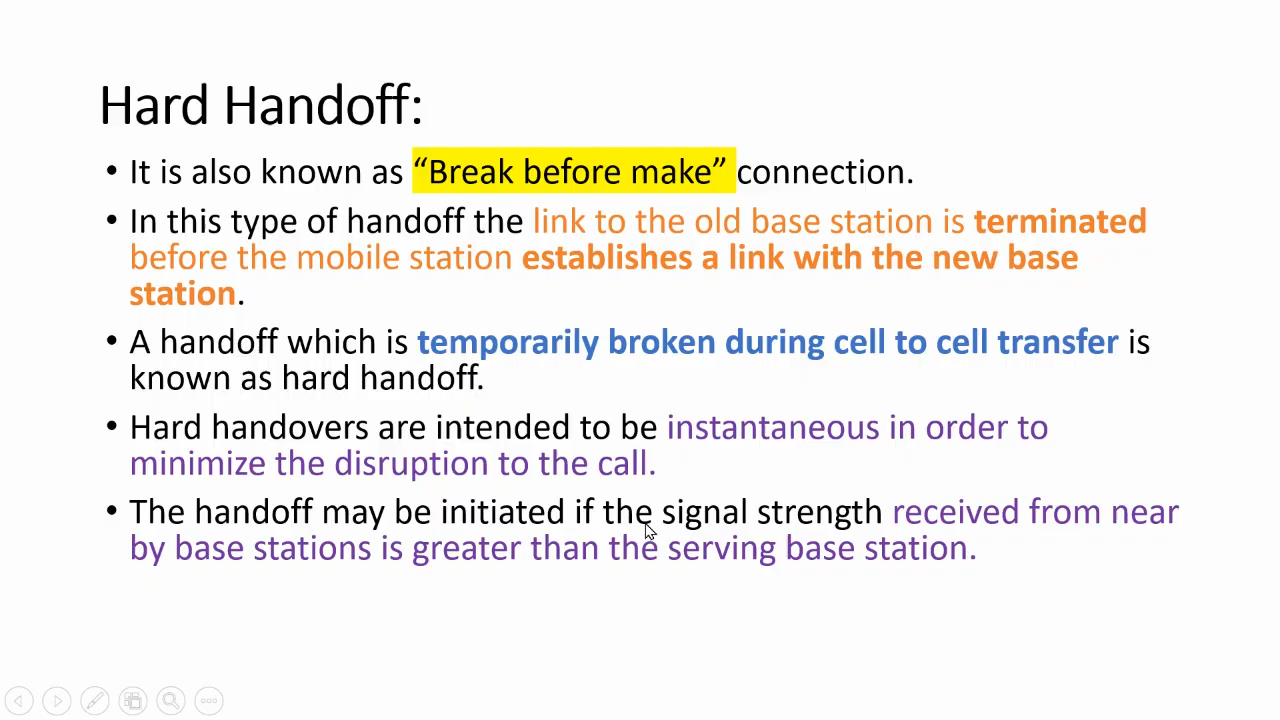 Hard Handoff:
• It is also known as “Break before make” connection.
• In this type of handoff the link to the old base station is terminated
before the mobile station establishes a link with the new base
station.
• A handoff which is temporarily broken during cell to cell transfer is
known as hard handoff.
• Hard handovers are intended to be instantaneous in order to
minimize the disruption to the call.
• The handoff may be initiated if the signal strength received from near
by base stations is greater than the serving base station.